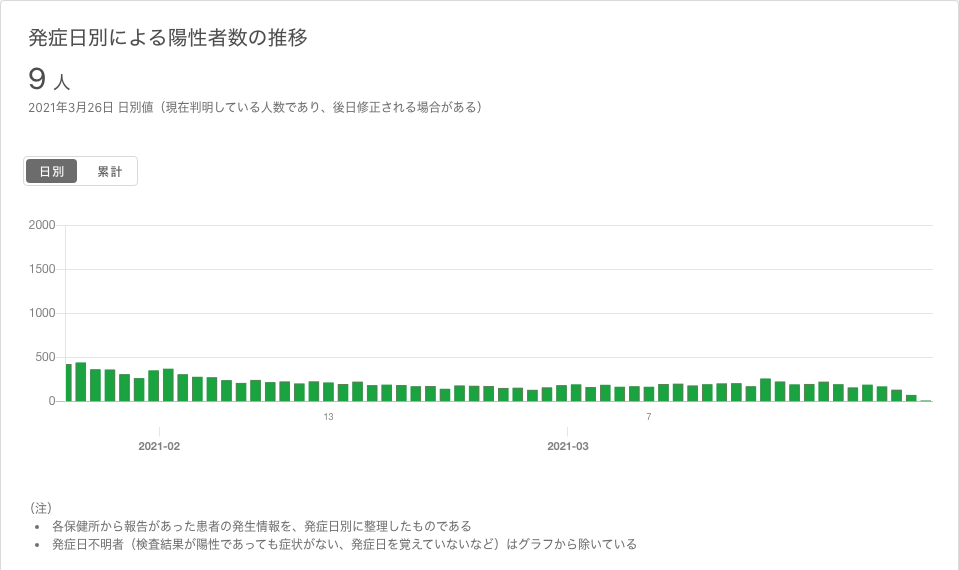 発症日別による陽性者数の推移
9 人
2021年3月26日 日別値（現在判明している人数であり、後日修正される場合がある）
日別 累計
2000
1500
1000
500
0
13 7
2021-02 2021-03
（注）
• 各保健所から報告があった患者の発生情報を、発症日別に整理したものである
• 発症日不明者（検査結果が陽性であっても症状がない、発症日を覚えていないなど）はグラフから除いている